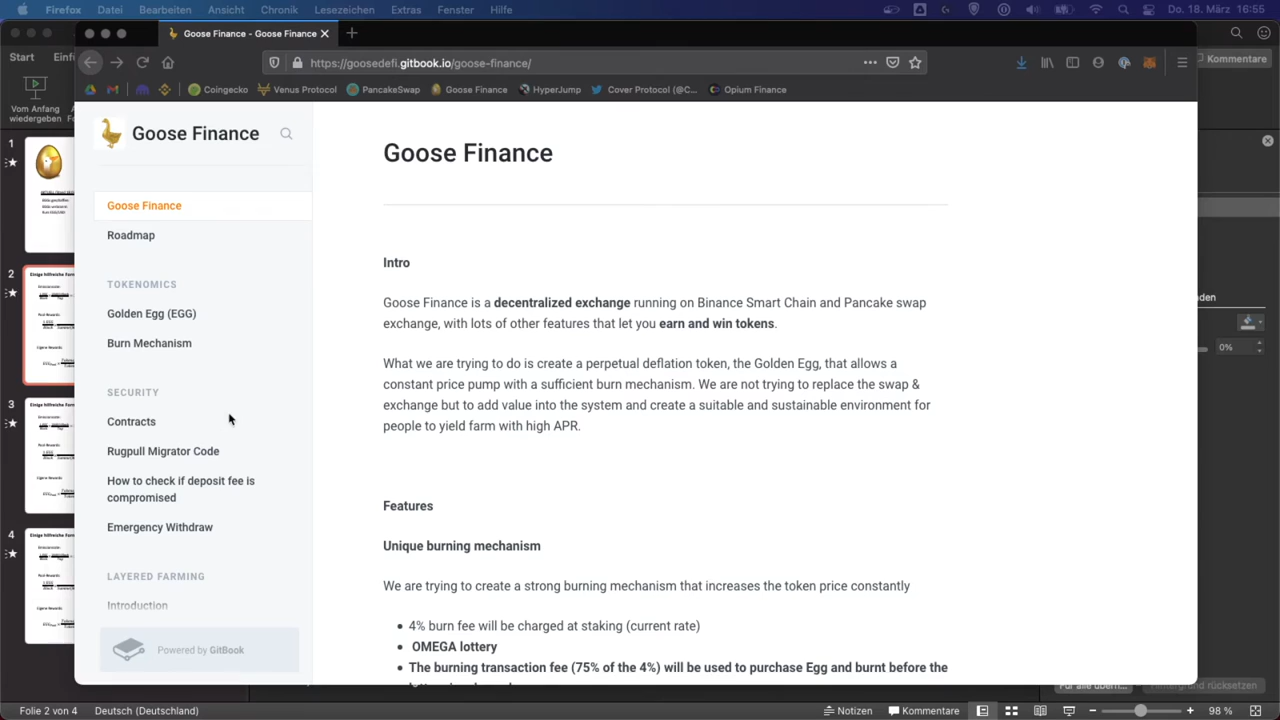 Firefox Datei Bearbeiten Ansicht Chronik Lesezeichen Extras Fenster Hilfe Do. 18. März 16:55
Goose Finance - Goose Finance
Start Einfü
https://goosedefi.gitbook.io/goose-finance/
Kommentare
Coingecko Venus Protocol PancakeSwap Goose Finance HyperJump Cover Protocol (@C... Opium Finance
Vom Anfang
wiedergeben
Goose Finance
Goose Finance
Roadmap
TOKENOMICS
Golden Egg (EGG)
Burn Mechanism
SECURITY
Contracts
Rugpull Migrator Code
How to check if deposit fee is
compromised
Emergency Withdraw
LAYERED FARMING
Introduction
Powered by GitBook
Goose Finance
Intro
Goose Finance is a decentralized exchange running on Binance Smart Chain and Pancake swap
exchange, with lots of other features that let you earn and win tokens.
What we are trying to do is create a perpetual deflation token, the Golden Egg, that allows a
constant price pump with a sufficient burn mechanism. We are not trying to replace the swap &
exchange but to add value into the system and create a suitable and sustainable environment for
people to yield farm with high APR.
Features
Unique burning mechanism
We are trying to create a strong burning mechanism that increases the token price constantly
• 4% burn fee will be charged at staking (current rate)
• OMEGA lottery
• The burning transaction fee (75% of the 4%) will be used to purchase Egg and burnt before the
1
2
3
4
nden
0%
Für alle übern...
Hintergrund rücksetzen
Folie 2 von 4 Deutsch (Deutschland) Notizen Kommentare 98 %